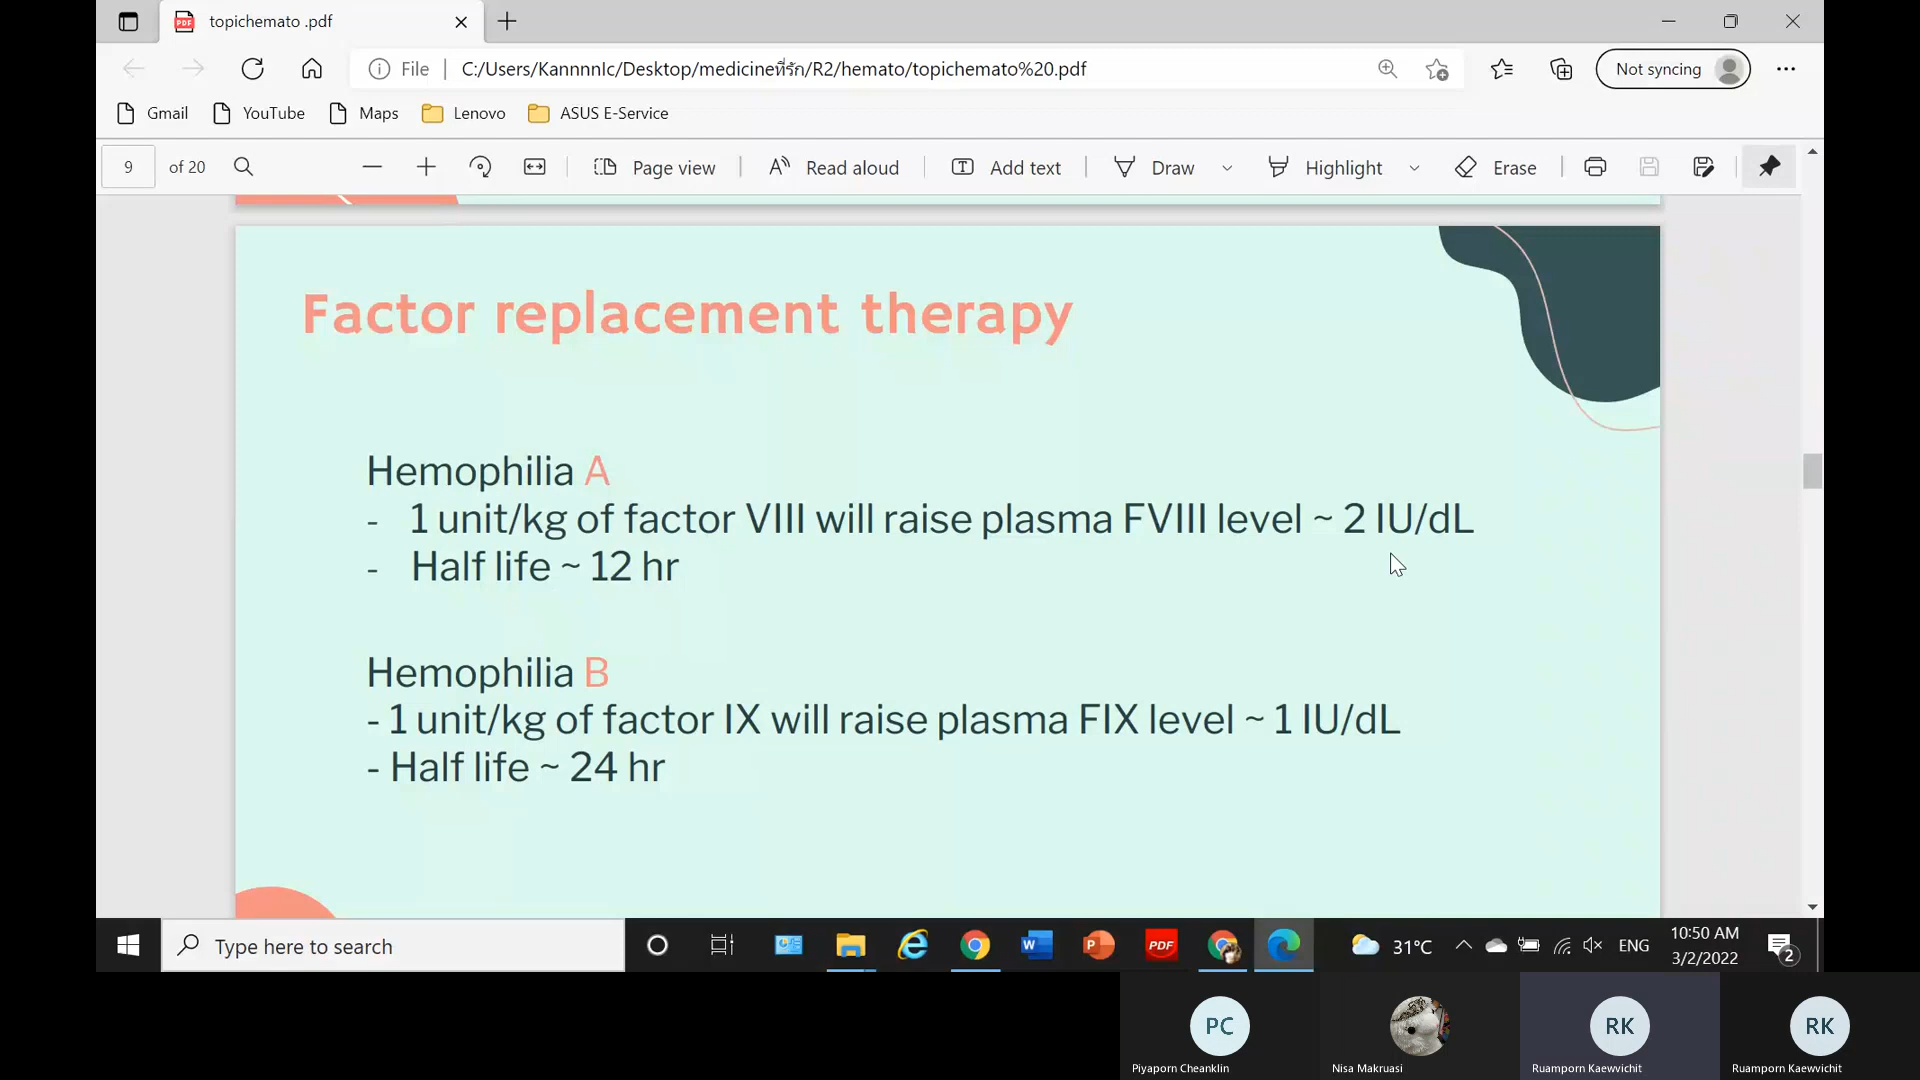 topichemato .pdf
File C:/Users/KannnnIc/Desktop/medicineที่รัก/R2/hemato/topichemato%20.pdf
Not syncing
Gmail YouTube Maps Lenovo ASUS E-Service
9 of 20 Page view Read aloud Add text Draw Highlight Erase
Factor replacement therapy
Hemophilia A
- 1 unit/kg of factor VIII will raise plasma FVIII level ~ 2 IU/dL
- Half life ~ 12 hr
Hemophilia B
- 1 unit/kg of factor IX will raise plasma FIX level ~ 1 IU/dL
- Half life ~ 24 hr
Type here to search
PDF
31°C
ENG
10:50 AM
3/2/2022
2
PC
RK
RK
Piyaporn Cheanklin
Nisa Makruasi
Ruamporn Kaewvichit
Ruamporn Kaewvichit